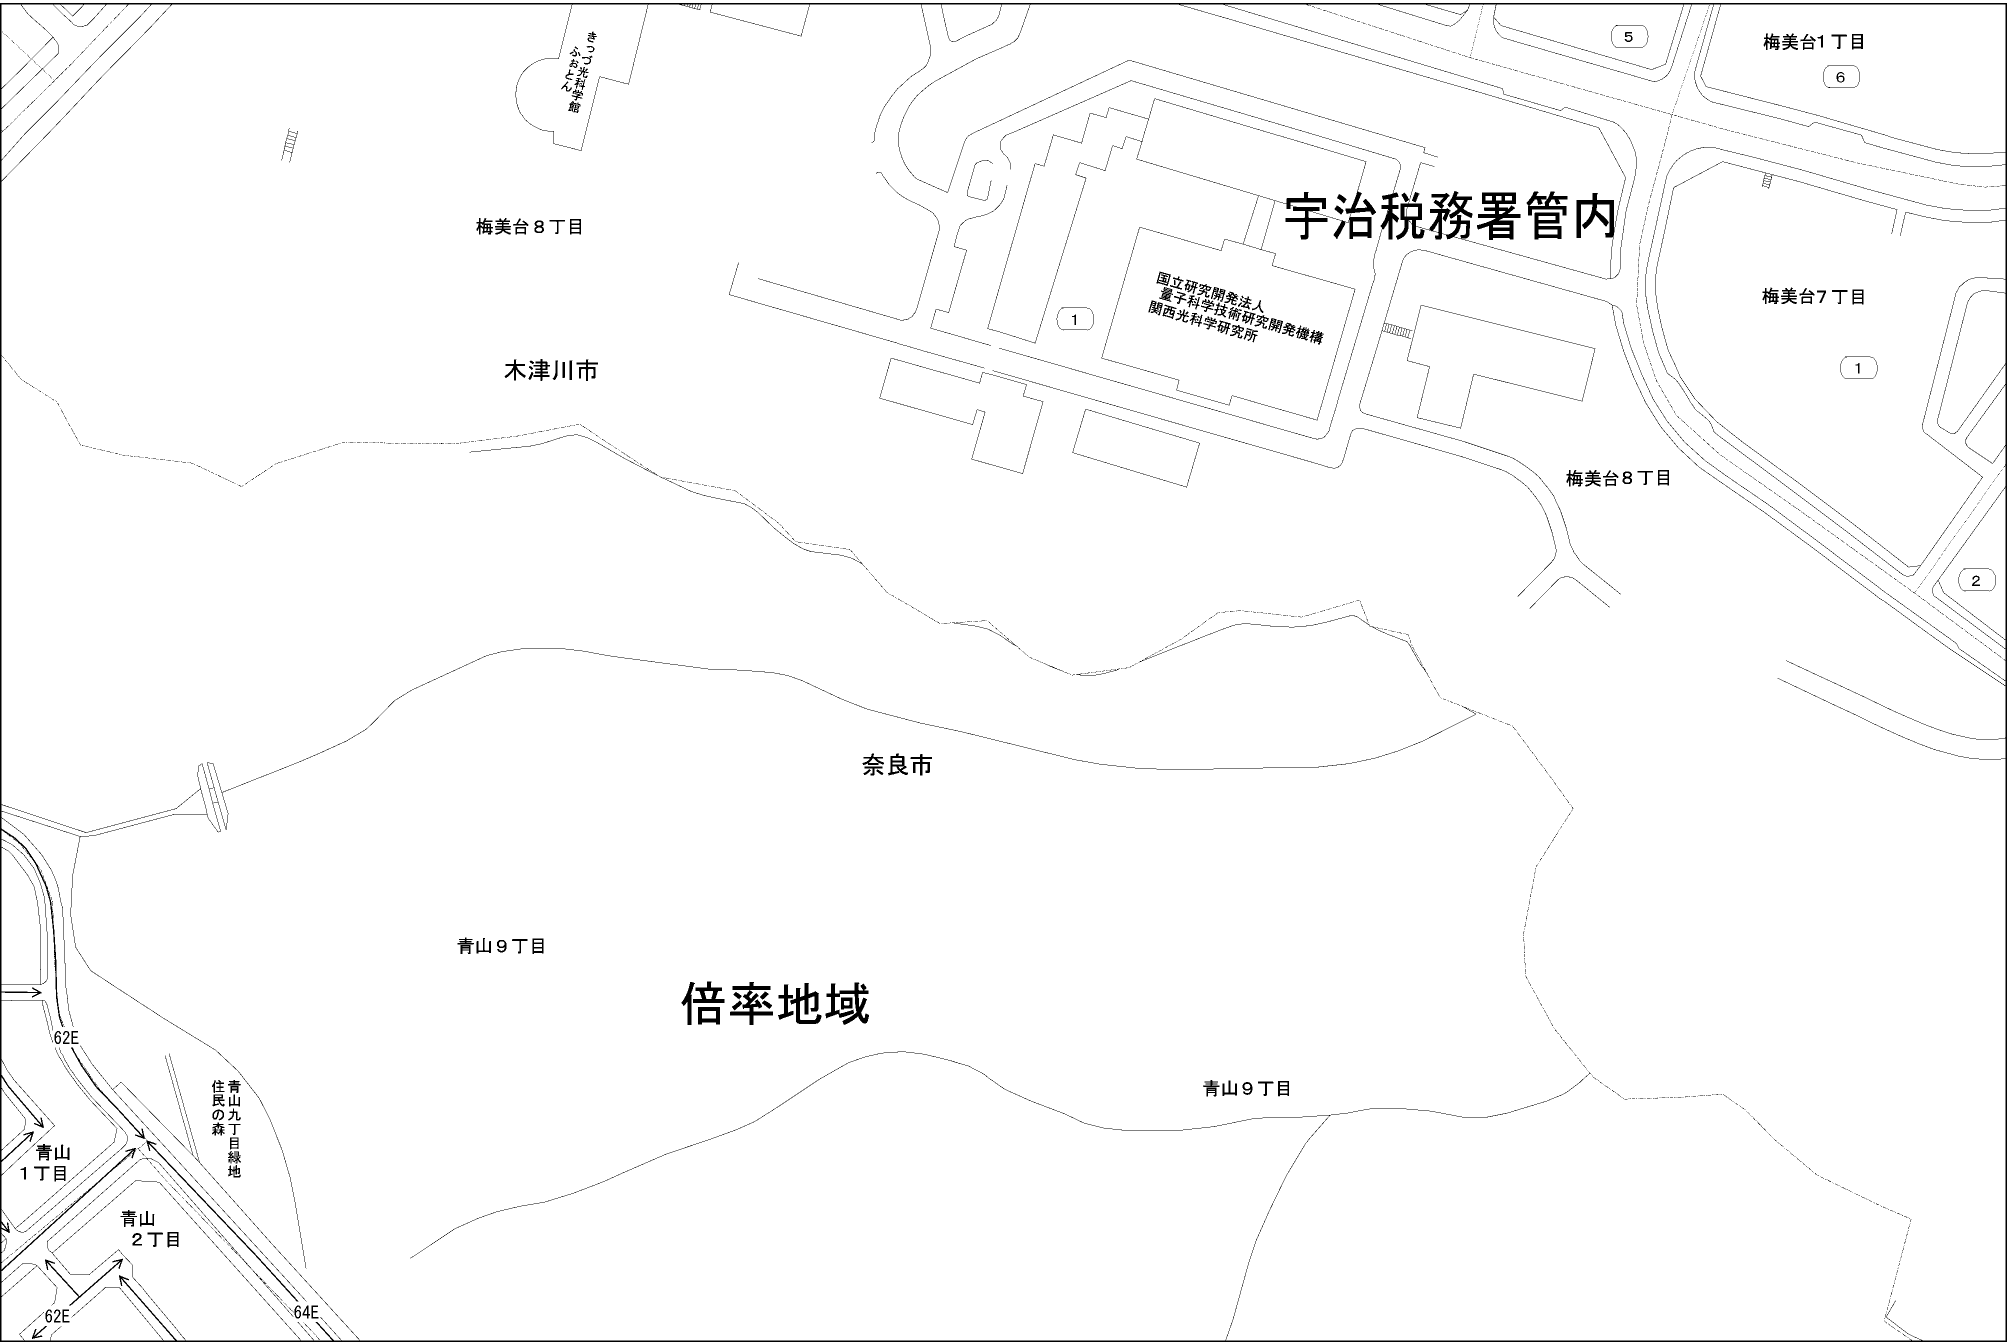 きっづ光科学館
ふぉとん
5
梅美台1丁目
6
梅美台8丁目
宇治税務署管内
国立研究開発法人
量子科学技術研究開発機構
関西光科学研究所
1
梅美台7丁目
1
木津川市
梅美台8丁目
2
奈良市
青山9丁目
倍率地域
62E
青山9丁目
青山九丁目緑地
住民の森
青山
1丁目
青山
2丁目
62E
64E